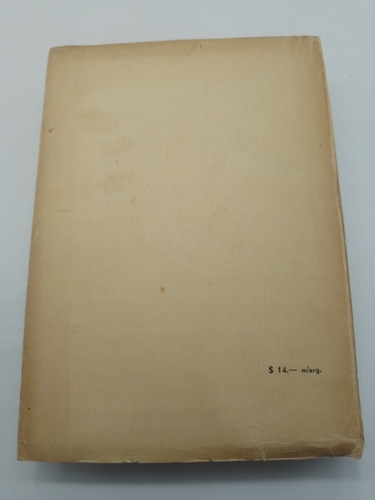 $ 14.— m/arg.